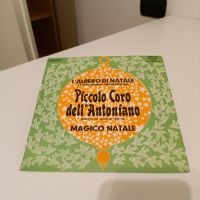 L'ALBERO DI NATALE
Piccolo Coro
dell'Antoniano
MAGICO NATALE